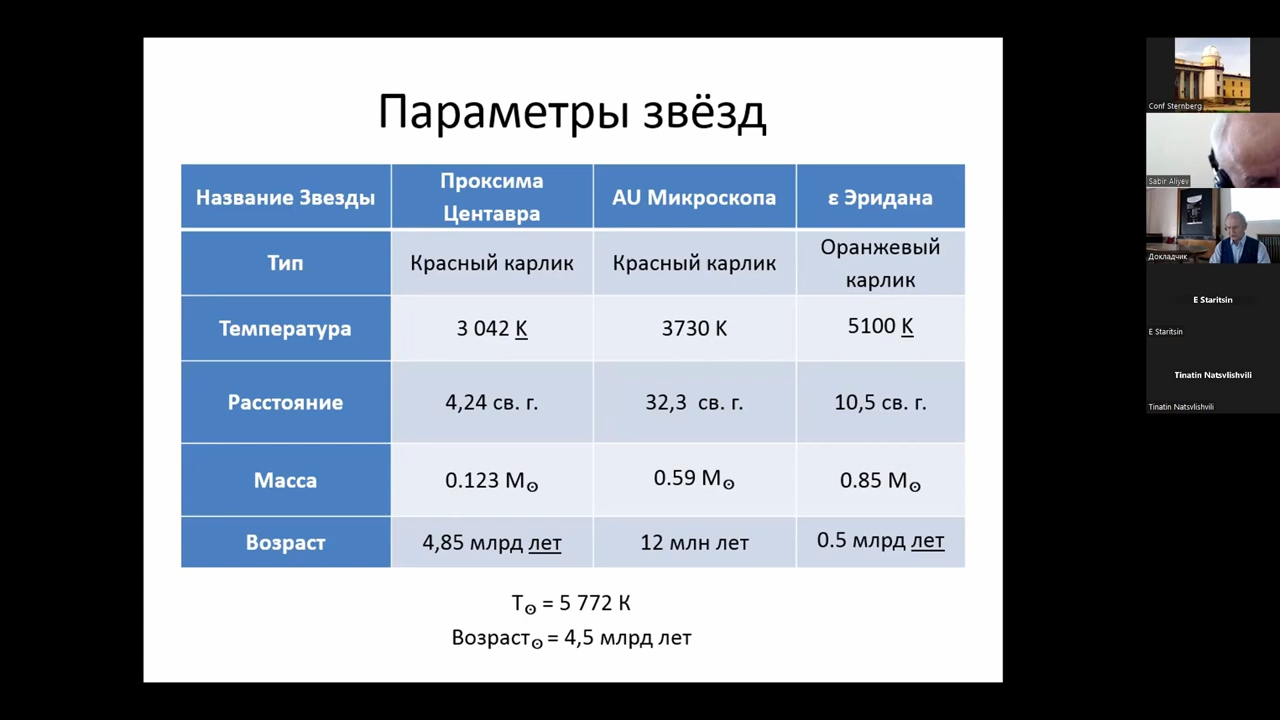 Параметры звёзд
Название Звезды
Проксима
Центавра
AU Микроскопа
ε Эридана
Тип
Красный карлик
Красный карлик
Оранжевый
карлик
Температура
3 042 K
3730 K
5100 K
Расстояние
4,24 св. г.
32,3 св. г.
10,5 св. г.
Масса
0.123 M⊙
0.59 M⊙
0.85 M⊙
Возраст
4,85 млрд лет
12 млн лет
0.5 млрд лет
T⊙ = 5 772 К
Возраст⊙ = 4,5 млрд лет
Conf Sternberg
Sabir Aliyev
Докладчик
E Staritsin
E Staritsin
Tinatin Natsvlishvili
Tinatin Natsvlishvili